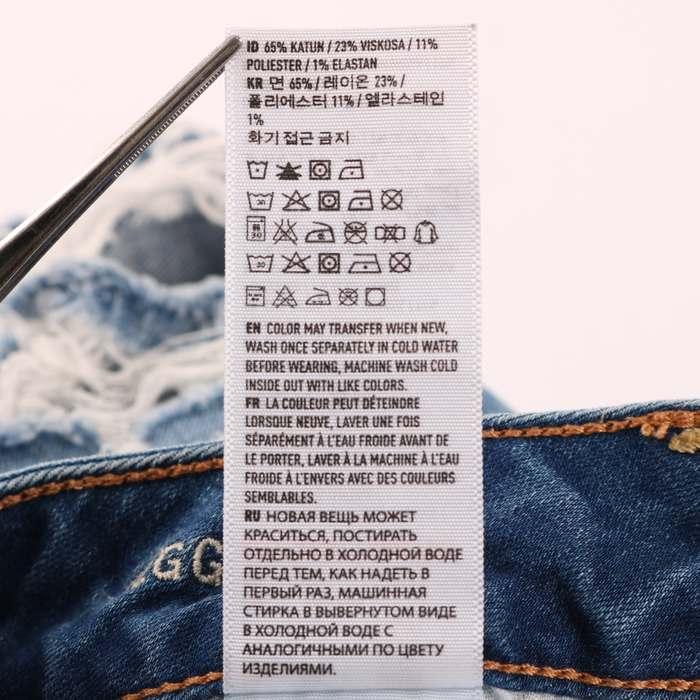 ID 65% KATUN / 23% VISKOSA / 11%
POLIESTER / 1% ELASTAN
KR 면 65% / 레이온 23% /
폴리에스터 11% / 엘라스테인
1%
화기 접근 금지
30
30
EN COLOR MAY TRANSFER WHEN NEW,
WASH ONCE SEPARATELY IN COLD WATER
BEFORE WEARING, MACHINE WASH COLD
INSIDE OUT WITH LIKE COLORS.
FR LA COULEUR PEUT DÉTEINDRE
LORSQUE NEUVE, LAVER UNE FOIS
SÉPARÉMENT À L'EAU FROIDE AVANT DE
LE PORTER, LAVER À LA MACHINE À L'EAU
FROIDE À L'ENVERS AVEC DES COULEURS
SEMBLABLES.
RU НОВАЯ ВЕЩЬ МОЖЕТ
КРАСИТЬСЯ, ПОСТИРАТЬ
ОТДЕЛЬНО В ХОЛОДНОЙ ВОДЕ
ПЕРЕД ТЕМ, КАК НАДЕТЬ В
ПЕРВЫЙ РАЗ, МАШИННАЯ
СТИРКА В ВЫВЕРНУТОМ ВИДЕ
В ХОЛОДНОЙ ВОДЕ С
АНАЛОГИЧНЫМИ ПО ЦВЕТУ
ИЗДЕЛИЯМИ.
GG